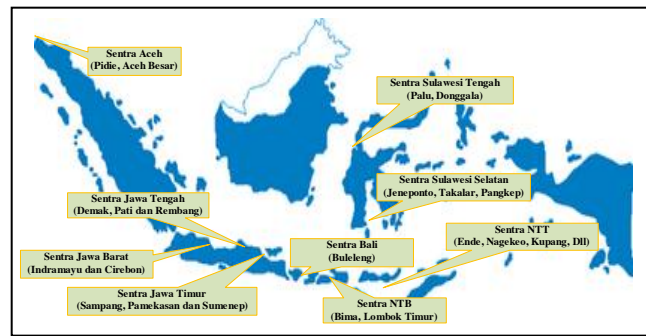 Sentra Aceh
(Pidie, Aceh Besar)
Sentra Sulawesi Tengah
(Palu, Donggala)
Sentra Sulawesi Selatan
(Jeneponto, Takalar, Pangkep)
Sentra Jawa Tengah
(Demak, Pati dan Rembang)
Sentra NTT
(Ende, Nagekeo, Kupang, Dll)
Sentra Jawa Barat
(Indramayu dan Cirebon)
Sentra Bali
(Buleleng)
Sentra Jawa Timur
(Sampang, Pamekasan dan Sumenep)
Sentra NTB
(Bima, Lombok Timur)